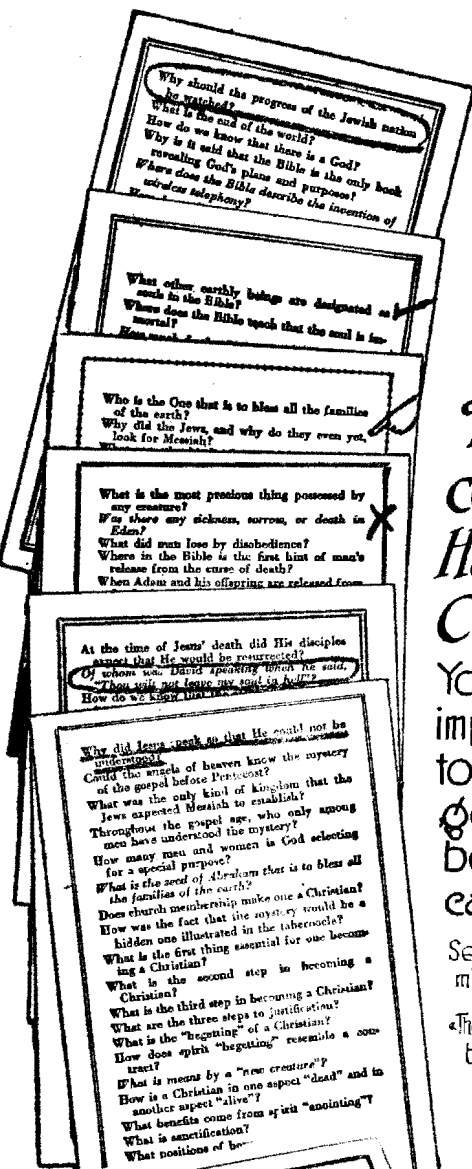 Why should the progress of the Jewish nation
be watched?
What is the end of the world?
How do we know that there is a God?
Why is it said that the Bible is the only book
revealing God's plans and purposes?
Where does the Bible describe the invention of
wireless telephony?
What other earthly beings are designated as
souls in the Bible?
Where does the Bible teach that the soul is im-
mortal?
Who is the One that is to bless all the families
of the earth?
Why did the Jews, and why do they even yet,
look for Messiah?
What is the most precious thing possessed by
any creature?
Was there any sickness, sorrow, or death in
Eden?
What did man lose by disobedience?
Where in the Bible is the first hint of man's
release from the curse of death?
When Adam and his offspring are released from
At the time of Jesus' death did His disciples
expect that He would be resurrected?
Of whom was David speaking when he said,
"Thou wilt not leave my soul in hell"?
How do we know that the
Why did Jesus speak so that He could not be
understood?
Could the angels of heaven know the mystery
of the gospel before Pentecost?
What was the only kind of kingdom that the
Jews expected Messiah to establish?
Throughout the gospel age, who only among
men have understood the mystery?
How many men and women is God selecting
for a special purpose?
What is the seed of Abraham that is to bless all
the families of the earth?
Does church membership make one a Christian?
How was the fact that the mystery would be a
hidden one illustrated in the tabernacle?
What is the first thing essential for one becom-
ing a Christian?
What is the second step in becoming a
Christian?
What is the third step in becoming a Christian?
What are the three steps to justification?
What is the "begetting" of a Christian?
How does spirit "begetting" resemble a con-
tract?
What is meant by a "new creature"?
How is a Christian in one aspect "dead" and in
another aspect "alive"?
What benefits come from spirit "anointing"?
What is sanctification?
What positions of